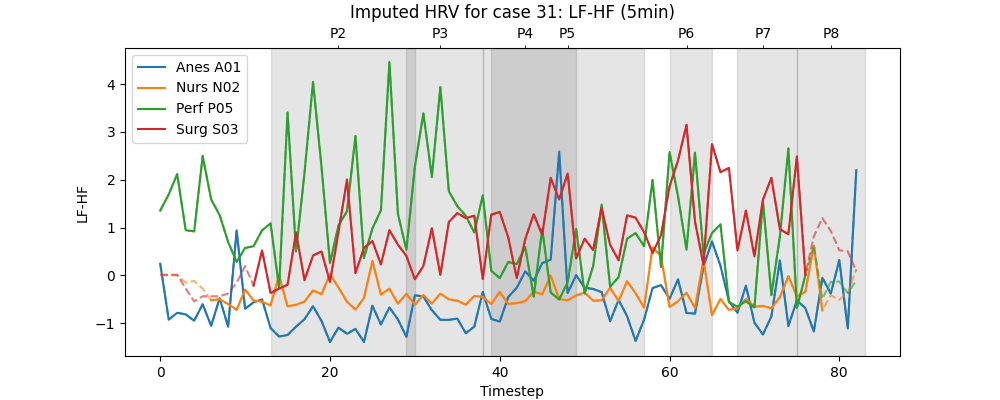 Imputed HRV for case 31: LF-HF (5min)
P2 P3 P4 P5 P6 P7 P8
Anes A01
Nurs N02
Perf P05
Surg S03
4
3
2
1
0
−1
LF-HF
0 20 40 60 80
Timestep